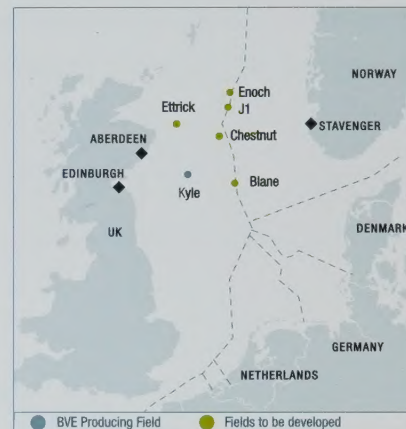 NORWAY
Enoch
J1
Ettrick
STAVENGER
Chestnut
ABERDEEN
EDINBURGH
Kyle
Blane
UK
DENMARK
GERMANY
NETHERLANDS
BVE Producing Field
Fields to be developed